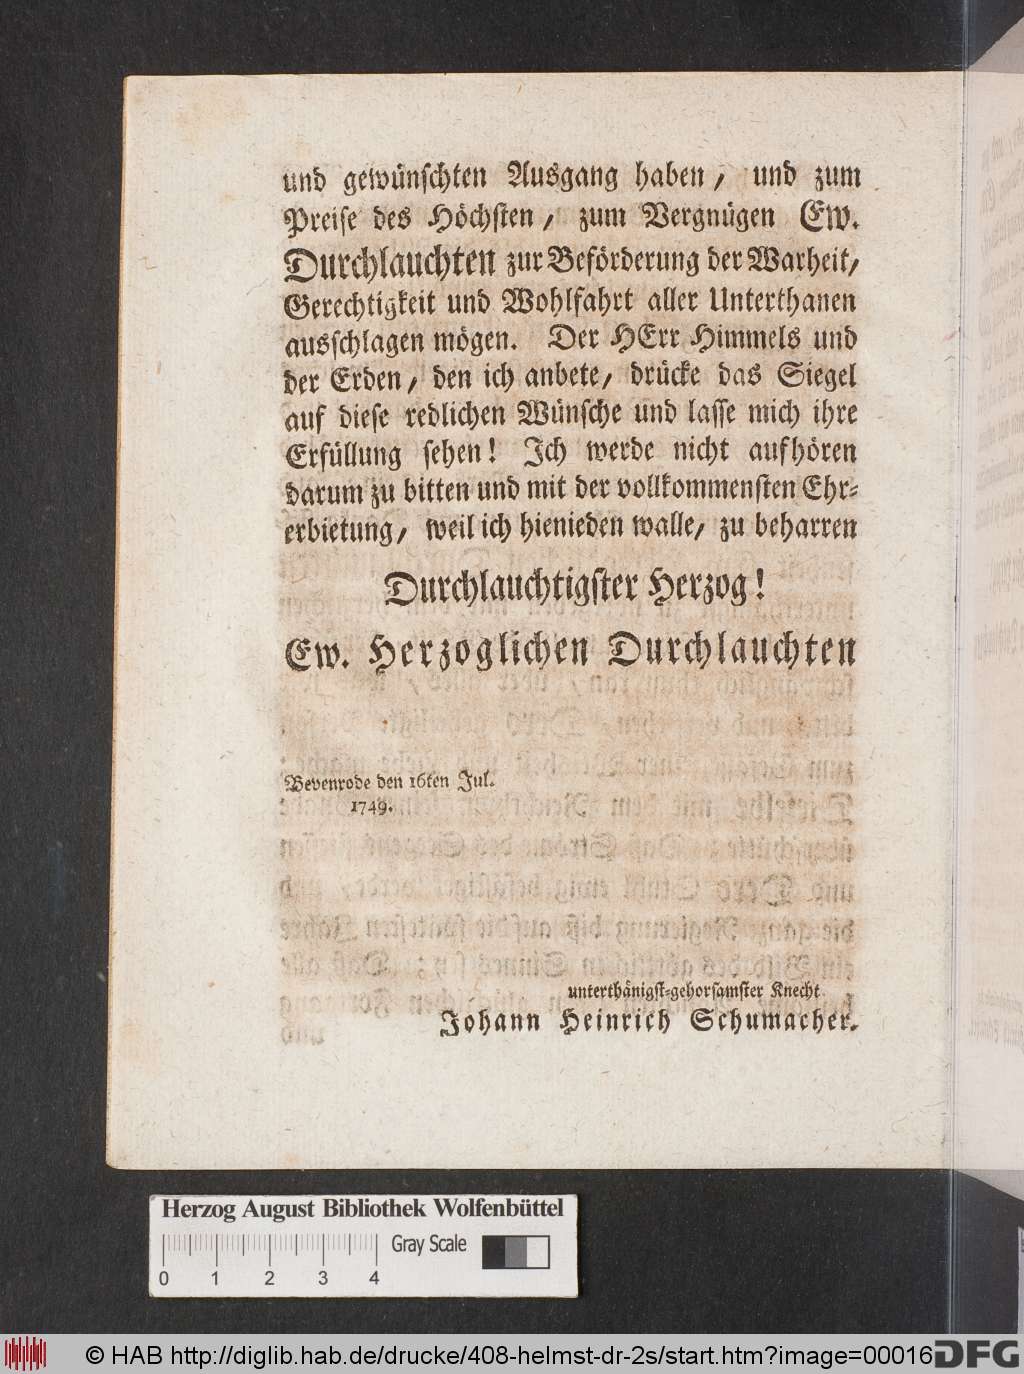 und gewünschten Ausgang haben, und zum
Preise des Höchsten, zum Vergnügen Ew.
Durchlauchten zur Beförderung der Warheit,
Gerechtigkeit und Wohlfahrt aller Unterthanen
ausschlagen mögen. Der HErr Himmels und
der Erden, den ich anbete, drücke das Siegel
auf diese redlichen Wünsche und lasse mich ihre
Erfüllung sehen! Ich werde nicht aufhören
darum zu bitten und mit der vollkommensten Ehr-
erbietung, weil ich hienieden walle, zu beharren
Durchlauchtigster Herzog!
Ew. Herzoglichen Durchlauchten
Bevenrode den 16ten Jul.
1749.
unterthänigst-gehorsamster Knecht
Johann Heinrich Schumacher.
Herzog August Bibliothek Wolfenbüttel
Gray Scale
0 1 2 3 4
© HAB http://diglib.hab.de/drucke/408-helmst-dr-2s/start.htm?image=00016
DFG